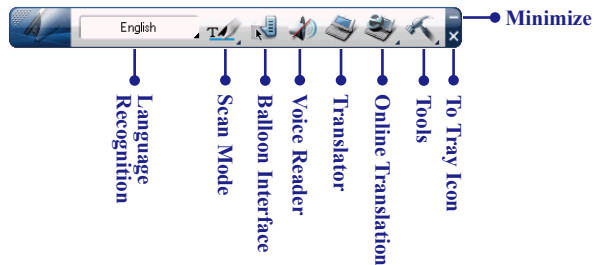 English
Minimize
Language
Recognition
Scan Mode
Balloon Interface
Voice Reader
Translator
Online Translation
Tools
To Tray Icon